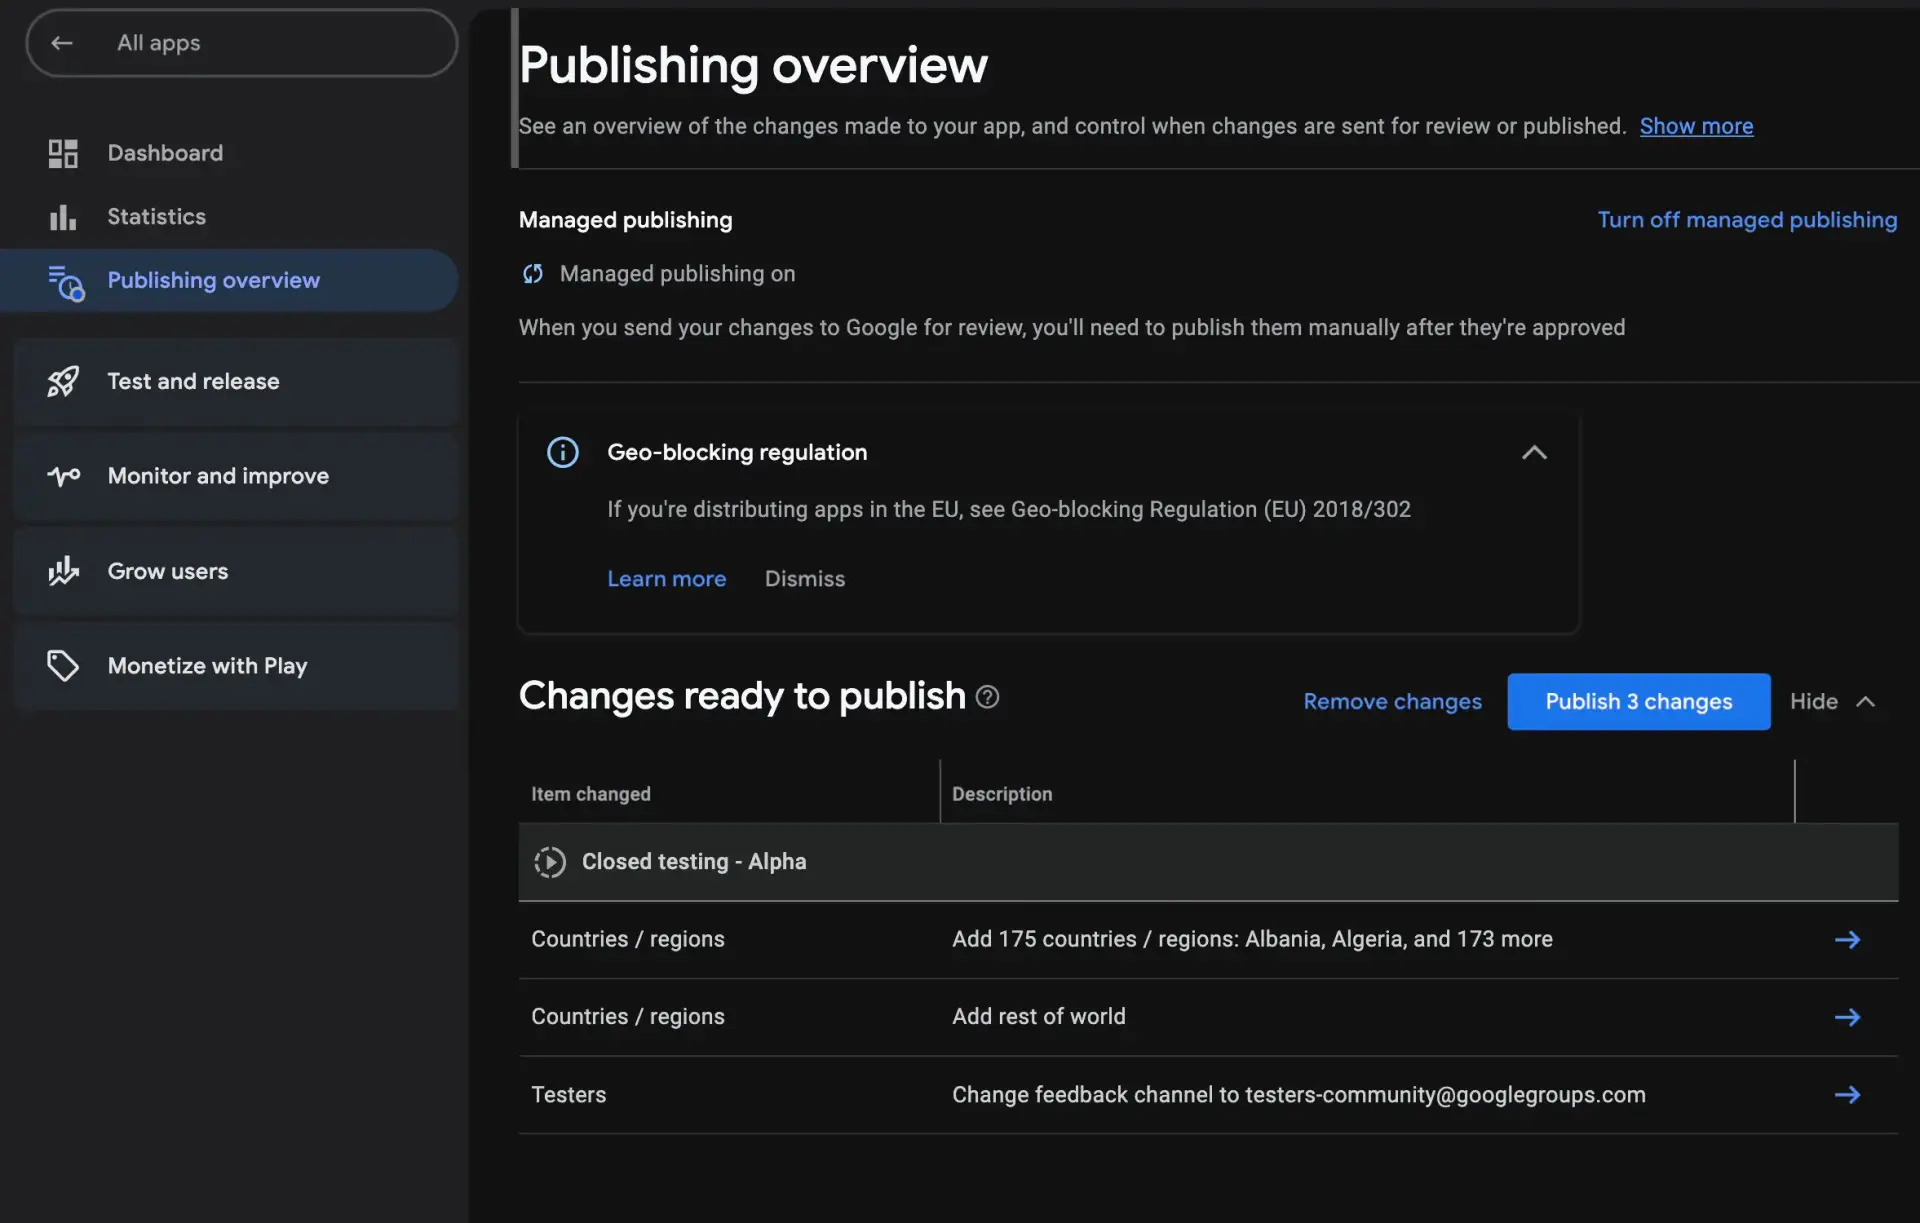 All apps
Dashboard
Statistics
Publishing overview
Test and release
Monitor and improve
Grow users
Monetize with Play
Publishing overview
See an overview of the changes made to your app, and control when changes are sent for review or published. Show more
Managed publishing
Turn off managed publishing
Managed publishing on
When you send your changes to Google for review, you'll need to publish them manually after they're approved
Geo-blocking regulation
If you're distributing apps in the EU, see Geo-blocking Regulation (EU) 2018/302
Learn more Dismiss
Changes ready to publish
Remove changes Publish 3 changes Hide
Item changed Description
Closed testing - Alpha
Countries / regions Add 175 countries / regions: Albania, Algeria, and 173 more
Countries / regions Add rest of world
Testers Change feedback channel to testers-community@googlegroups.com